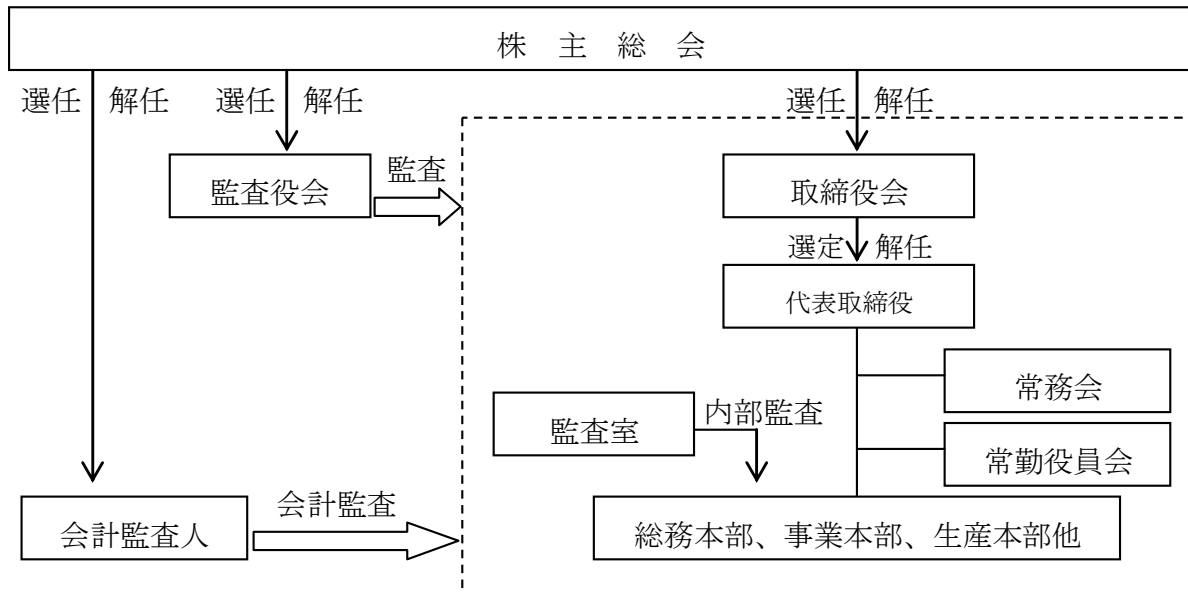 株 主 総 会
選任 解任 選任 解任 選任 解任
監査役会
監査
取締役会
選定 解任
代表取締役
常務会
監査室
内部監査
常勤役員会
会計監査人
会計監査
総務本部、事業本部、生産本部他